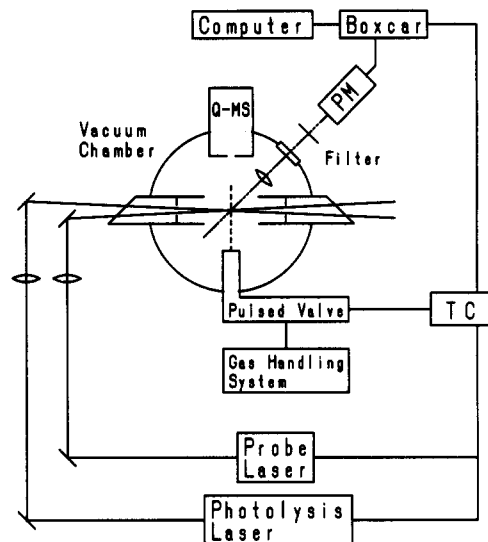 Computer
Boxcar
PM
Q-MS
Vacuum
Chamber
Filter
Pulsed Valve
TC
Gas Handling
System
Probe
Laser
Photolysis
Laser